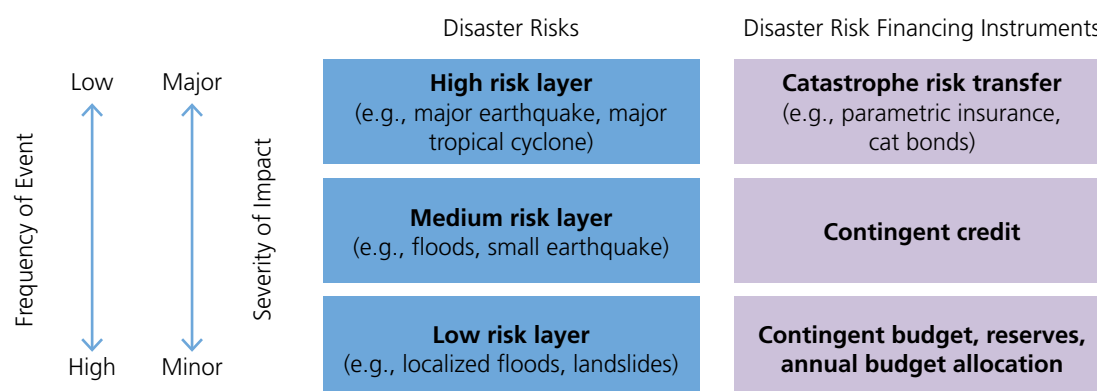 Disaster Risks
Disaster Risk Financing Instruments
Low
Major
High risk layer
(e.g., major earthquake, major
tropical cyclone)
Catastrophe risk transfer
(e.g., parametric insurance,
cat bonds)
Frequency of Event
Severity of Impact
Medium risk layer
(e.g., floods, small earthquake)
Contingent credit
Low risk layer
(e.g., localized floods, landslides)
Contingent budget, reserves,
annual budget allocation
High
Minor